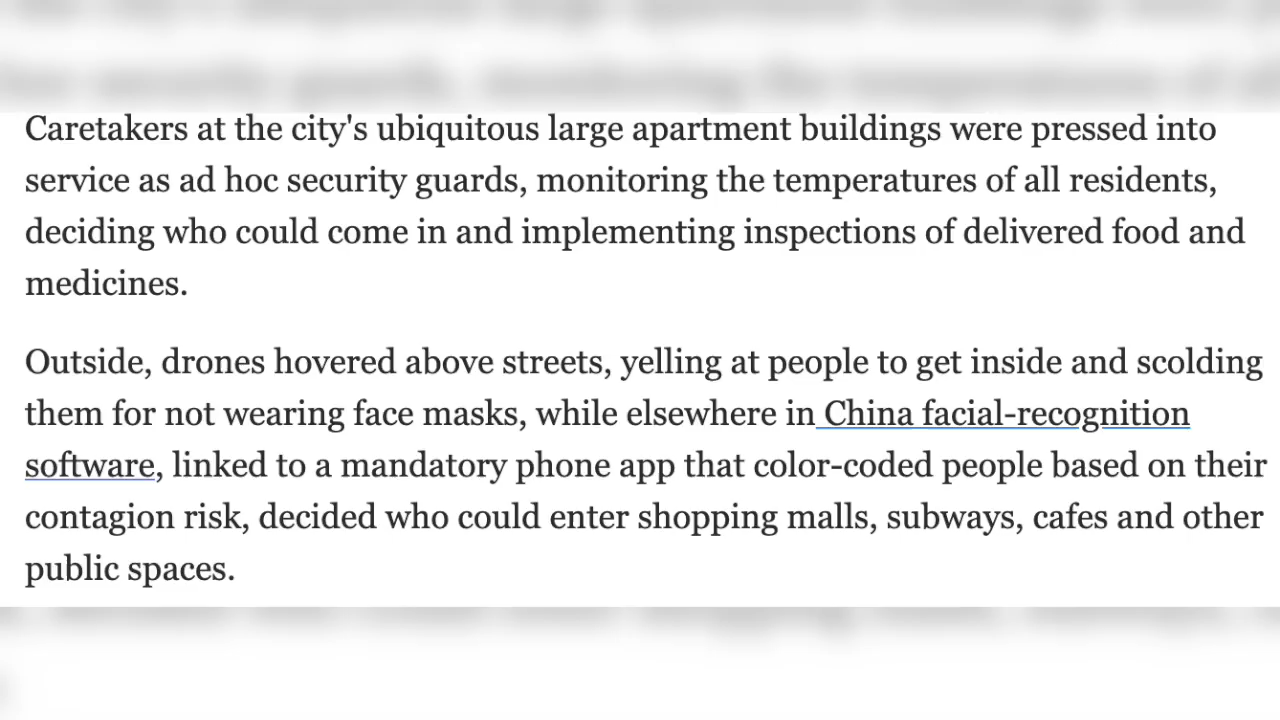 Caretakers at the city's ubiquitous large apartment buildings were pressed into
service as ad hoc security guards, monitoring the temperatures of all residents,
deciding who could come in and implementing inspections of delivered food and
medicines.
Outside, drones hovered above streets, yelling at people to get inside and scolding
them for not wearing face masks, while elsewhere in China facial-recognition
software, linked to a mandatory phone app that color-coded people based on their
contagion risk, decided who could enter shopping malls, subways, cafes and other
public spaces.